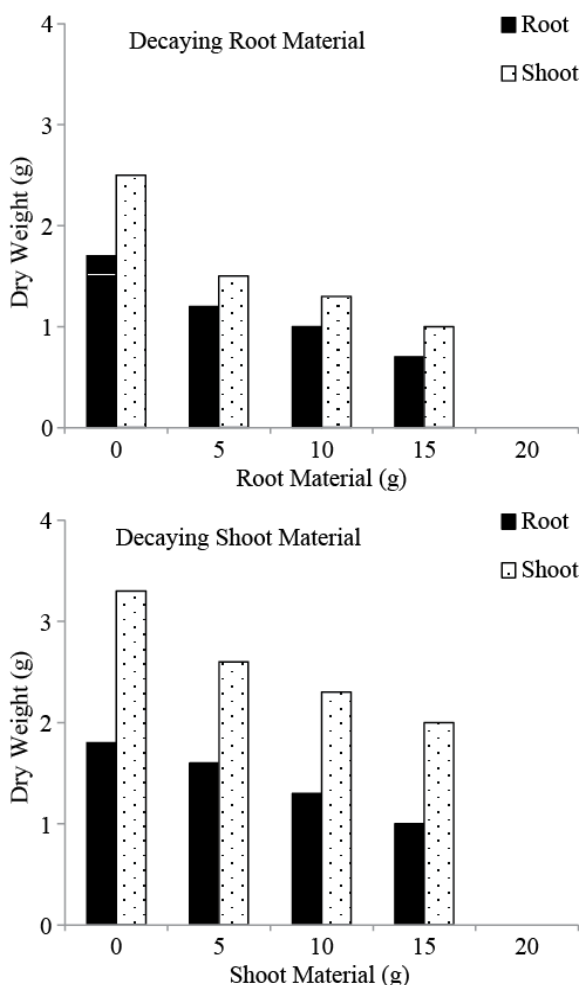 Decaying Root Material
Root
Shoot
Dry Weight (g)
4
3
2
1
0
0 5 10 15 20
Root Material (g)
Decaying Shoot Material
Root
Shoot
Dry Weight (g)
4
3
2
1
0
0 5 10 15 20
Shoot Material (g)